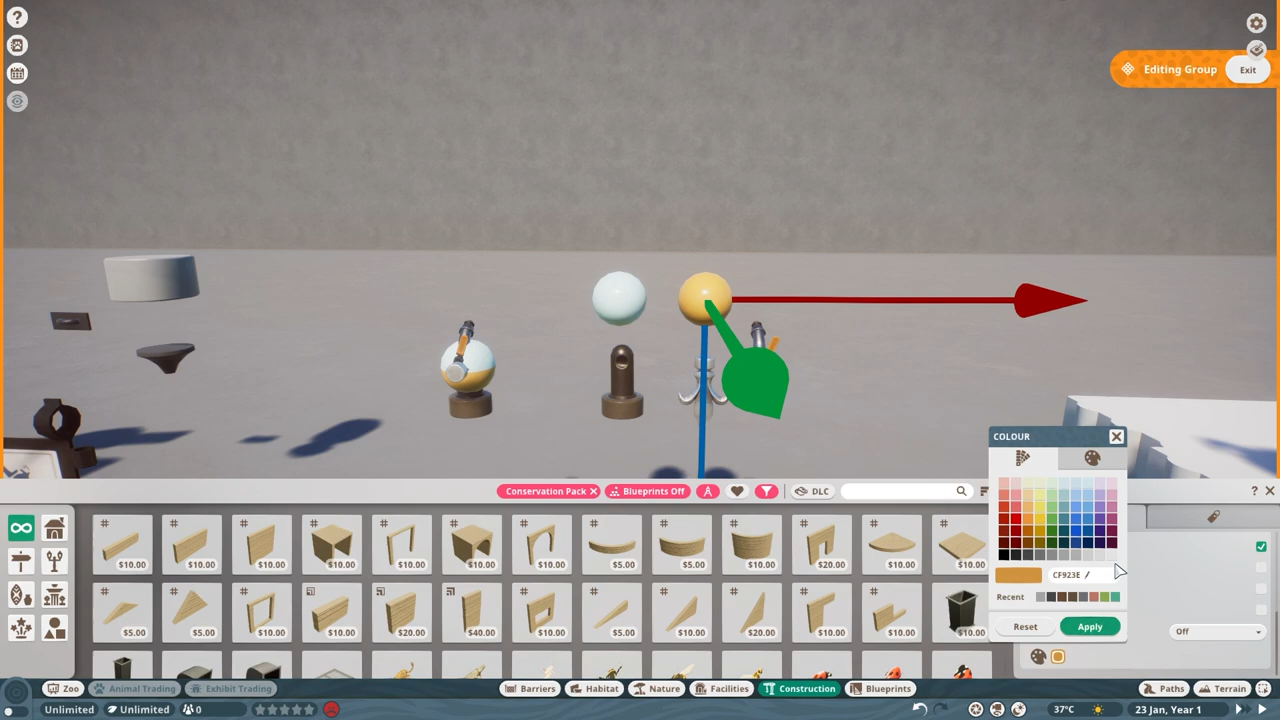 ?
Editing Group
Exit
Conservation Pack ✕
Blueprints Off
DLC
? ✕
COLOUR
CF923E /
Recent
Reset
Apply
Off
$10.00 $10.00 $10.00 $10.00 $10.00 $10.00 $10.00 $5.00 $10.00 $10.00 $20.00 $10.00 $10.00
$5.00 $5.00 $10.00 $10.00 $20.00 $40.00 $10.00 $5.00 $10.00 $20.00 $10.00 $10.00 $10.00
Zoo
Animal Trading
Exhibit Trading
Barriers
Habitat
Nature
Facilities
Construction
Blueprints
Paths
Terrain
Unlimited
Unlimited
0
37°C
23 Jan, Year 1